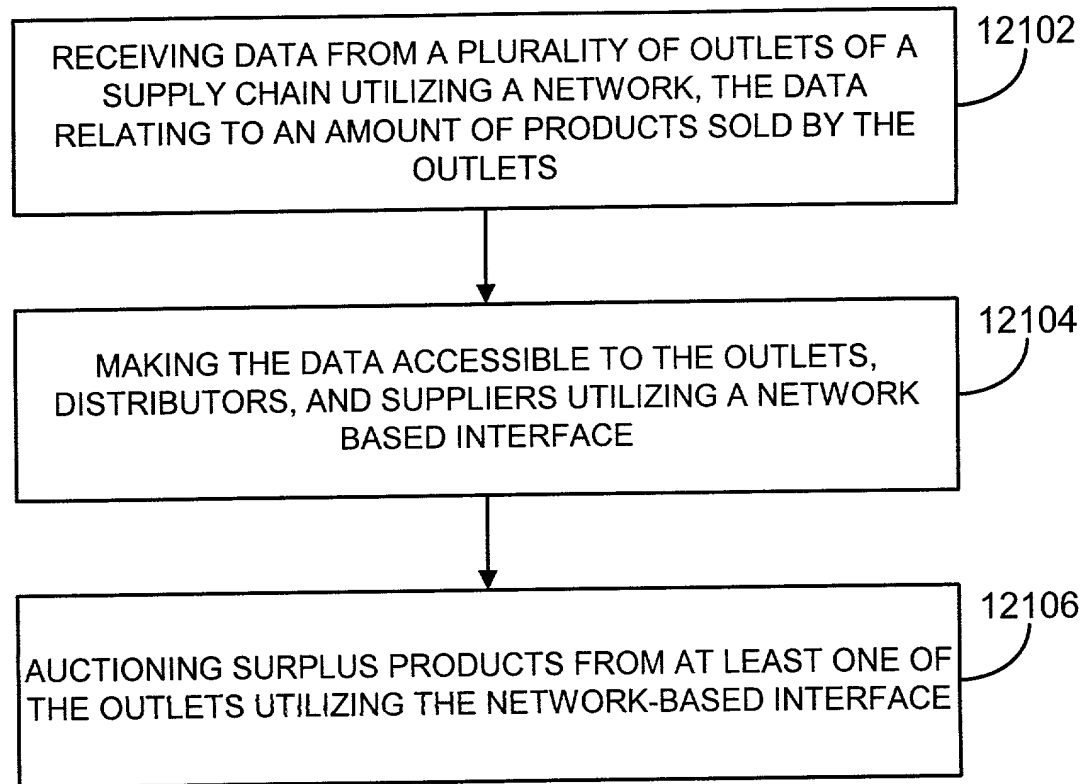 12102
RECEIVING DATA FROM A PLURALITY OF OUTLETS OF A
SUPPLY CHAIN UTILIZING A NETWORK, THE DATA
RELATING TO AN AMOUNT OF PRODUCTS SOLD BY THE
OUTLETS
12104
MAKING THE DATA ACCESSIBLE TO THE OUTLETS,
DISTRIBUTORS, AND SUPPLIERS UTILIZING A NETWORK
BASED INTERFACE
12106
AUCTIONING SURPLUS PRODUCTS FROM AT LEAST ONE OF
THE OUTLETS UTILIZING THE NETWORK-BASED INTERFACE